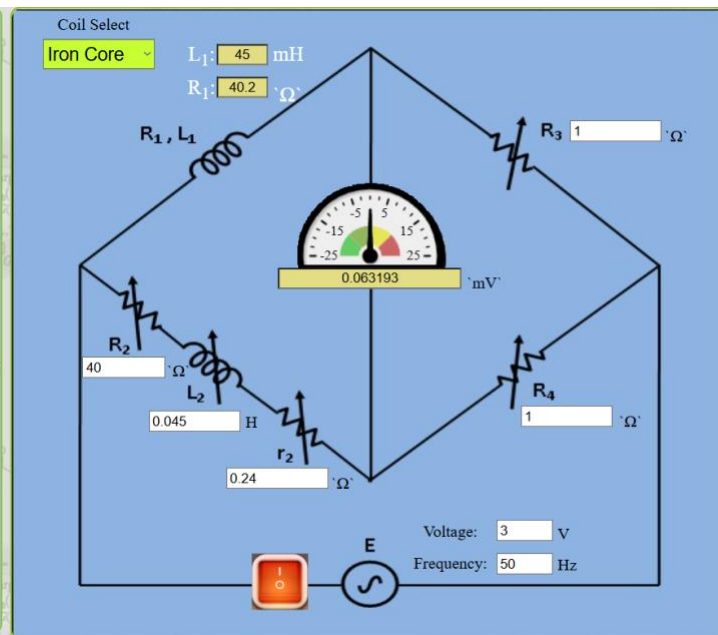 Coil Select
Iron Core
L₁: 45 mH
R₁: 40.2 `Ω`
R₁ , L₁
R₃ 1 `Ω`
-25 -15 -5 5 15 25
0.063193 `mV`
R₂
40 `Ω`
L₂
0.045 H
r₂
0.24 `Ω`
R₄
1 `Ω`
E
Voltage: 3 V
Frequency: 50 Hz
I
O